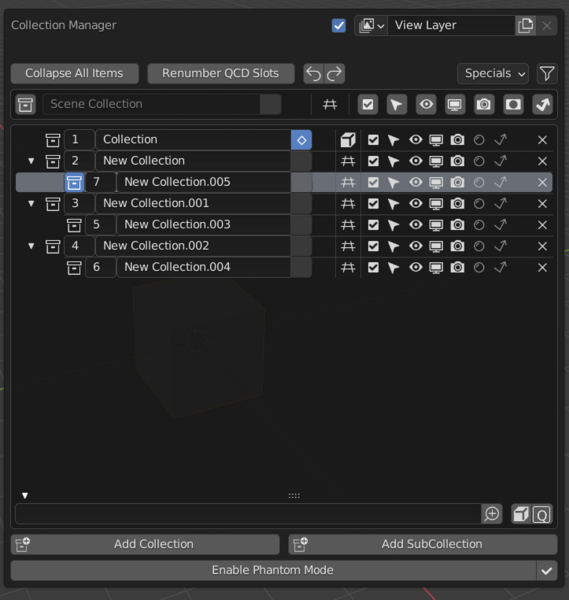 Collection Manager
View Layer
Collapse All Items
Renumber QCD Slots
Specials
Scene Collection
1 Collection
2 New Collection
7 New Collection.005
3 New Collection.001
5 New Collection.003
4 New Collection.002
6 New Collection.004
Q
Add Collection
Add SubCollection
Enable Phantom Mode